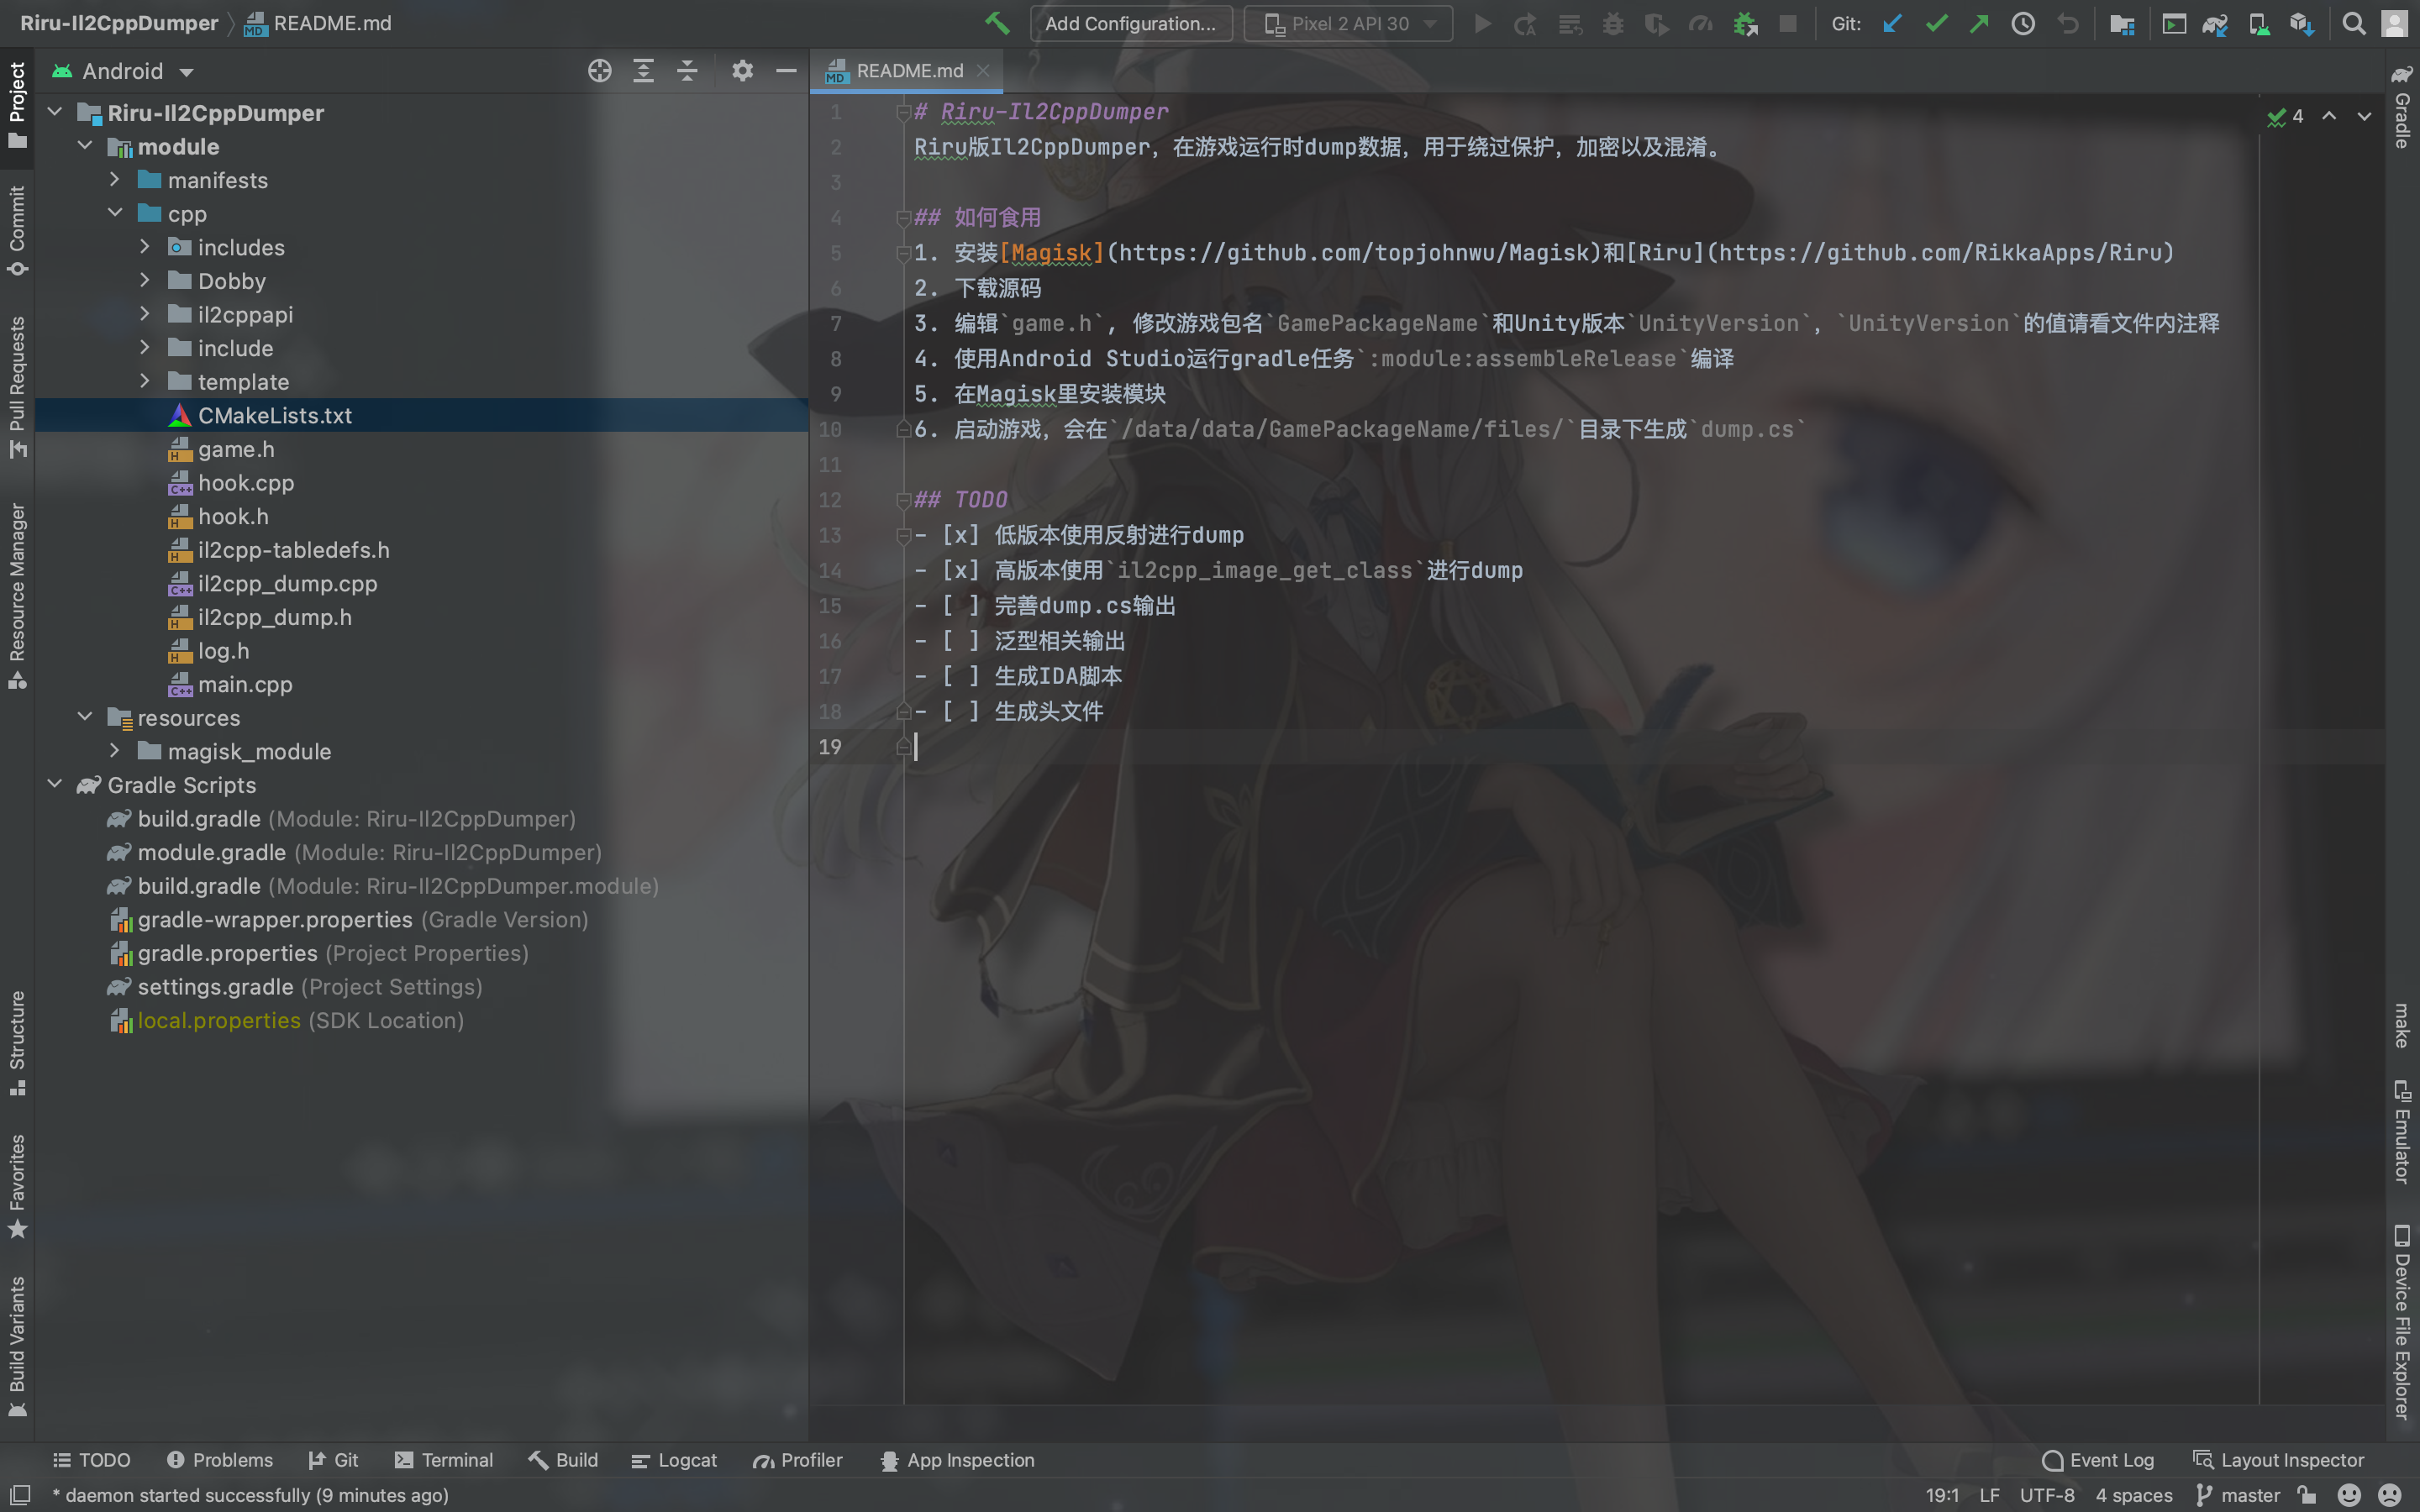 Riru-Il2CppDumper README.md
Add Configuration...
Pixel 2 API 30
Git:
Android
README.md
Project
Commit
Pull Requests
Resource Manager
Structure
Favorites
Build Variants
Riru-Il2CppDumper
module
manifests
cpp
includes
Dobby
il2cppapi
include
template
CMakeLists.txt
game.h
hook.cpp
hook.h
il2cpp-tabledefs.h
il2cpp_dump.cpp
il2cpp_dump.h
log.h
main.cpp
resources
magisk_module
Gradle Scripts
build.gradle (Module: Riru-Il2CppDumper)
module.gradle (Module: Riru-Il2CppDumper)
build.gradle (Module: Riru-Il2CppDumper.module)
gradle-wrapper.properties (Gradle Version)
gradle.properties (Project Properties)
settings.gradle (Project Settings)
local.properties (SDK Location)
1 # Riru-Il2CppDumper
2 Riru版Il2CppDumper，在游戏运行时dump数据，用于绕过保护，加密以及混淆。
3
4 ## 如何食用
5 1. 安装[Magisk](https://github.com/topjohnwu/Magisk)和[Riru](https://github.com/RikkaApps/Riru)
6 2. 下载源码
7 3. 编辑`game.h`, 修改游戏包名`GamePackageName`和Unity版本`UnityVersion`，`UnityVersion`的值请看文件内注释
8 4. 使用Android Studio运行gradle任务`:module:assembleRelease`编译
9 5. 在Magisk里安装模块
10 6. 启动游戏，会在`/data/data/GamePackageName/files/`目录下生成`dump.cs`
11
12 ## TODO
13 - [x] 低版本使用反射进行dump
14 - [x] 高版本使用`il2cpp_image_get_class`进行dump
15 - [ ] 完善dump.cs输出
16 - [ ] 泛型相关输出
17 - [ ] 生成IDA脚本
18 - [ ] 生成头文件
19
4
Gradle
make
Emulator
Device File Explorer
TODO Problems Git Terminal Build Logcat Profiler App Inspection Event Log Layout Inspector
* daemon started successfully (9 minutes ago) 19:1 LF UTF-8 4 spaces master